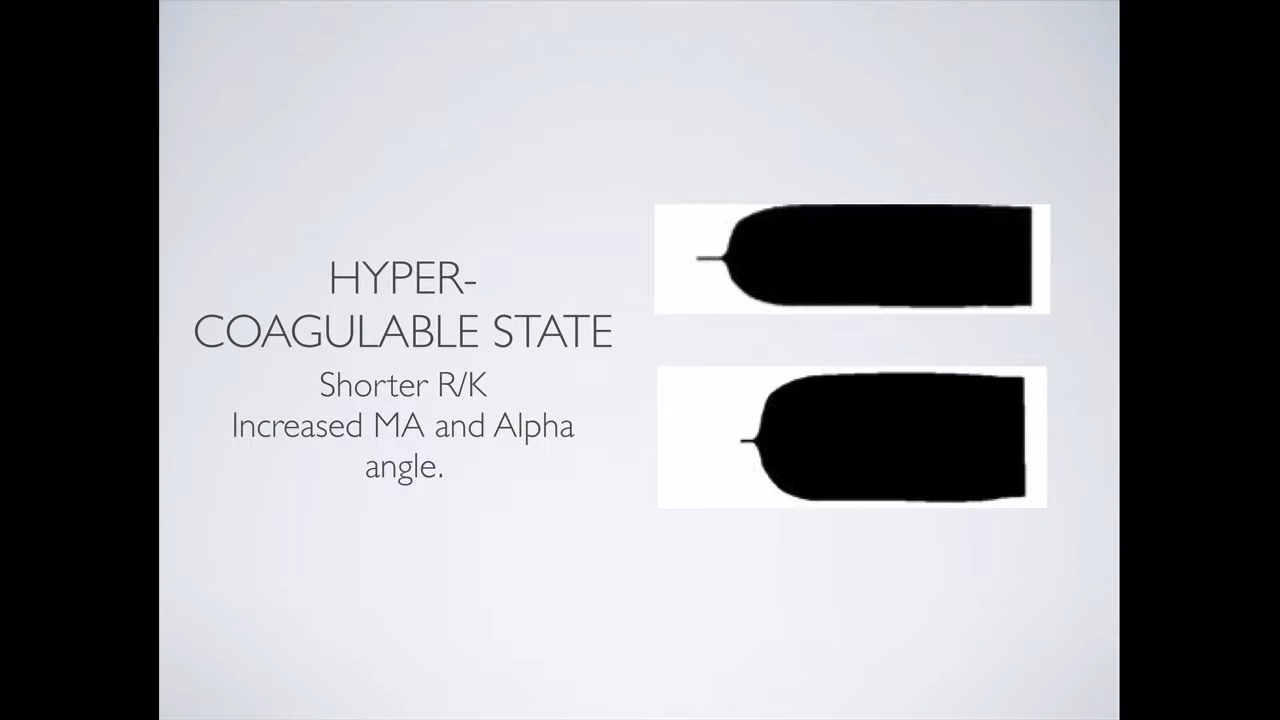 HYPER-
COAGULABLE STATE
Shorter R/K
Increased MA and Alpha
angle.